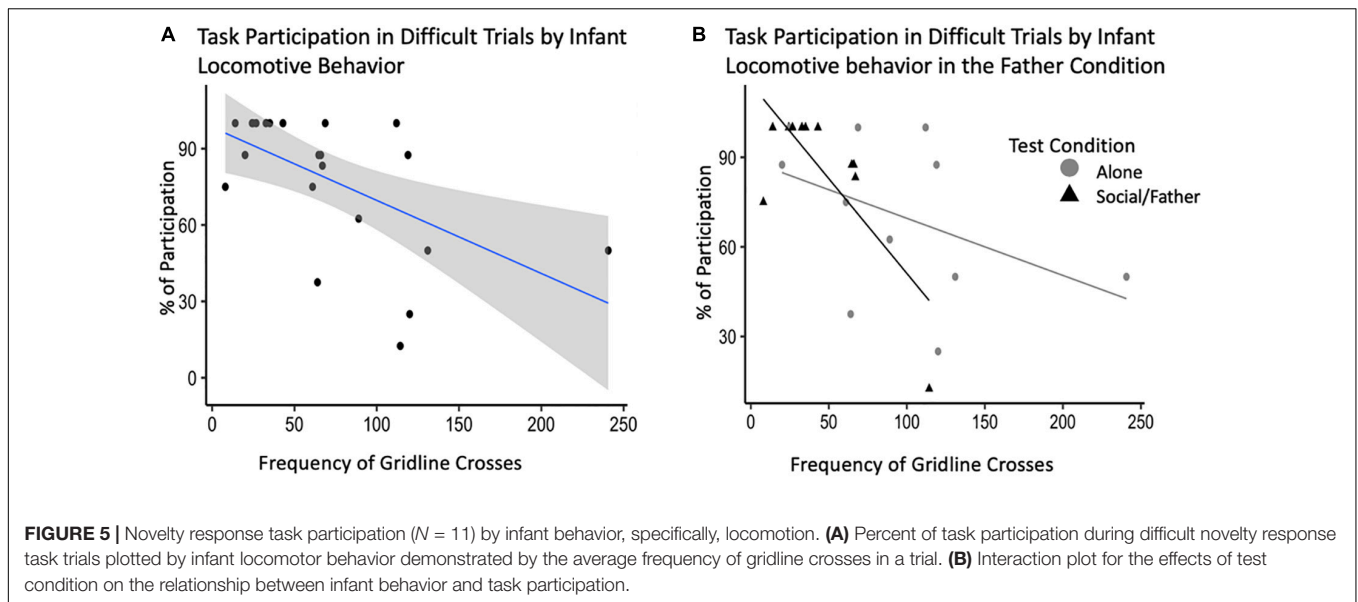 A Task Participation in Difficult Trials by Infant
Locomotive Behavior
% of Participation
90
60
30
0
0 50 100 150 200 250
Frequency of Gridline Crosses
B Task Participation in Difficult Trials by Infant
Locomotive behavior in the Father Condition
% of Participation
90
60
30
0 50 100 150 200 250
Frequency of Gridline Crosses
Test Condition
Alone
Social/Father
FIGURE 5 | Novelty response task participation (N = 11) by infant behavior, specifically, locomotion. (A) Percent of task participation during difficult novelty response
task trials plotted by infant locomotor behavior demonstrated by the average frequency of gridline crosses in a trial. (B) Interaction plot for the effects of test
condition on the relationship between infant behavior and task participation.